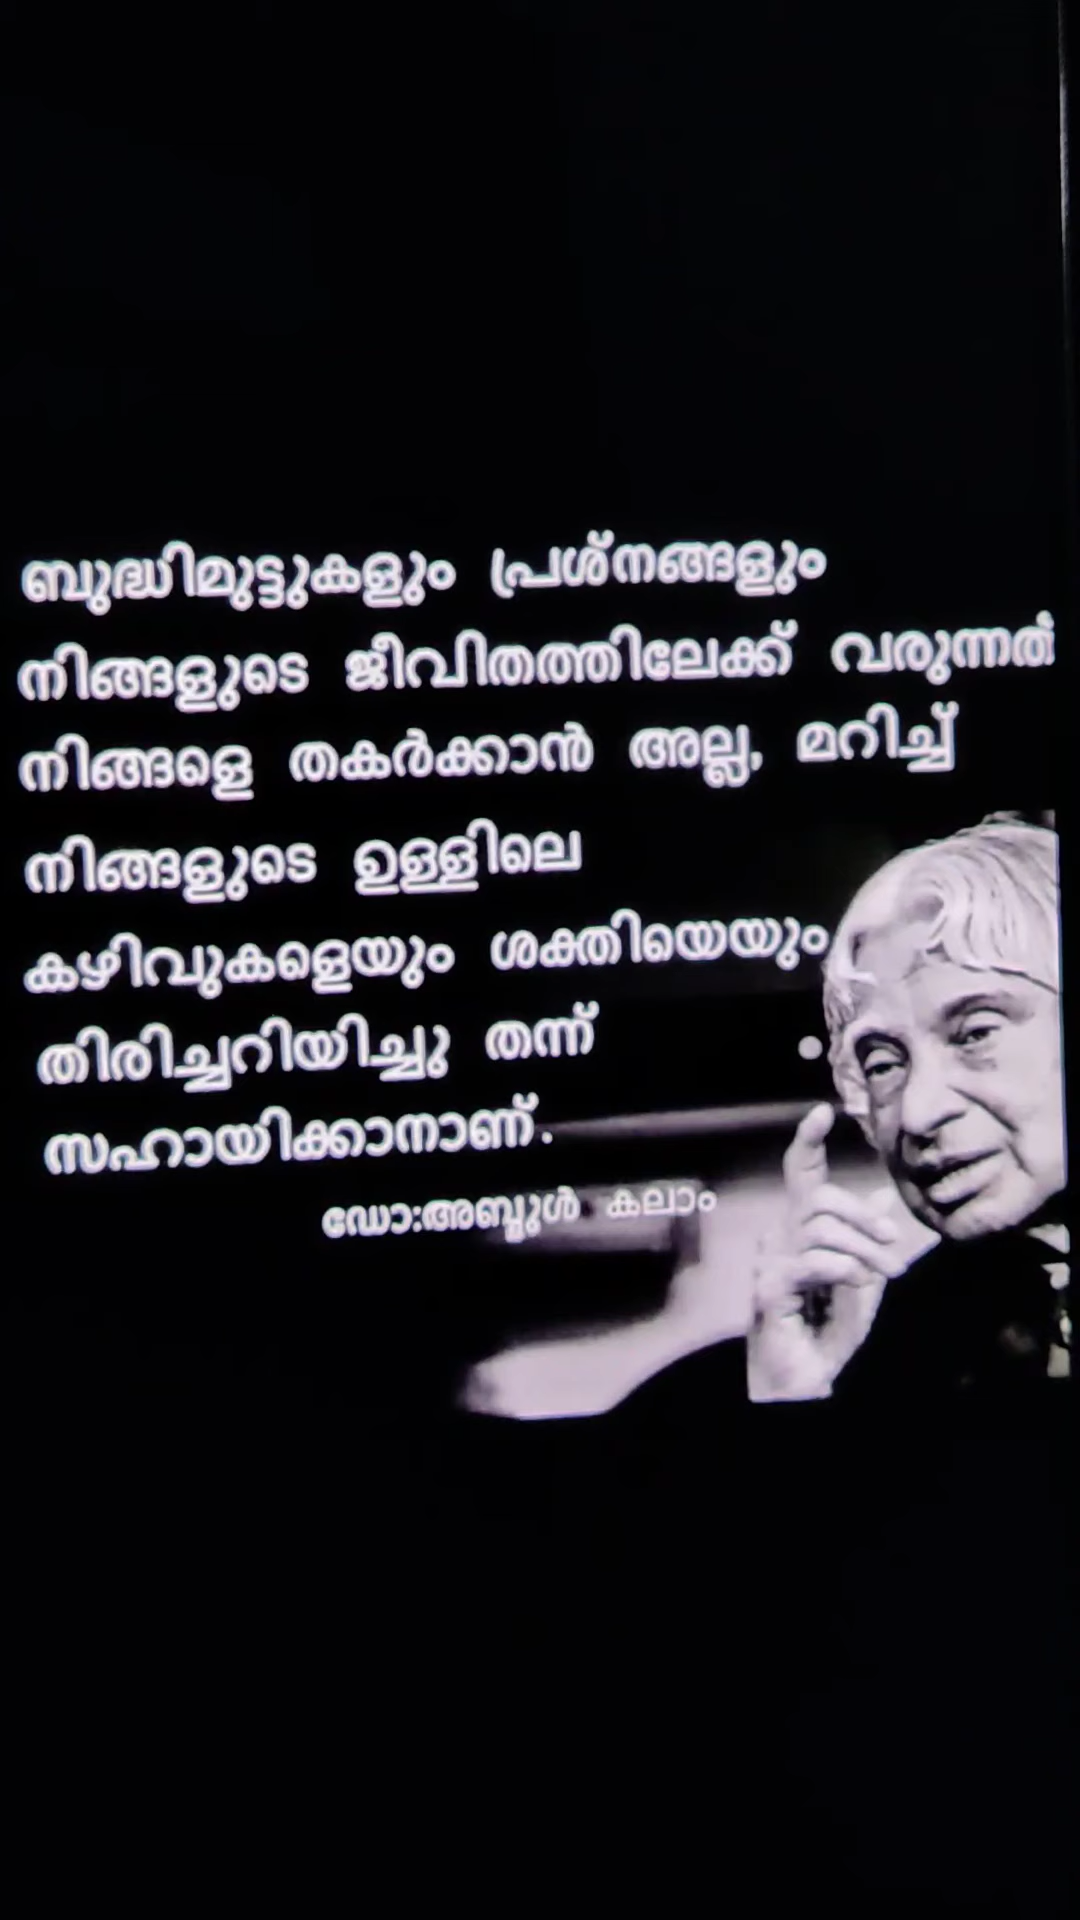 ബുദ്ധിമുട്ടുകളും പ്രശ്നങ്ങളും
നിങ്ങളുടെ ജീവിതത്തിലേക്ക് വരുന്നത്
നിങ്ങളെ തകർക്കാൻ അല്ല, മറിച്ച്
നിങ്ങളുടെ ഉള്ളിലെ
കഴിവുകളെയും ശക്തിയെയും
തിരിച്ചറിയിച്ചു തന്ന്
സഹായിക്കാനാണ്.
ഡോ:അബ്ദുൾ കലാം